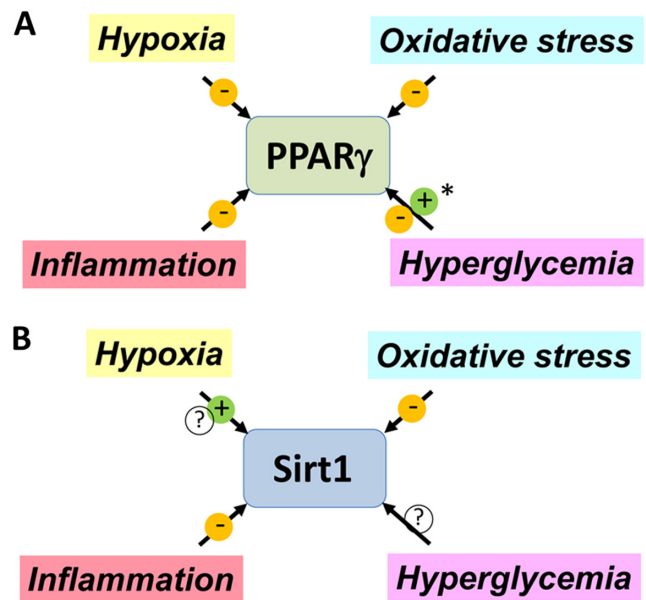 A
Hypoxia
Oxidative stress
-
-
PPARγ
-
- + *
Inflammation
Hyperglycemia
B
Hypoxia
Oxidative stress
? +
-
Sirt1
-
?
Inflammation
Hyperglycemia